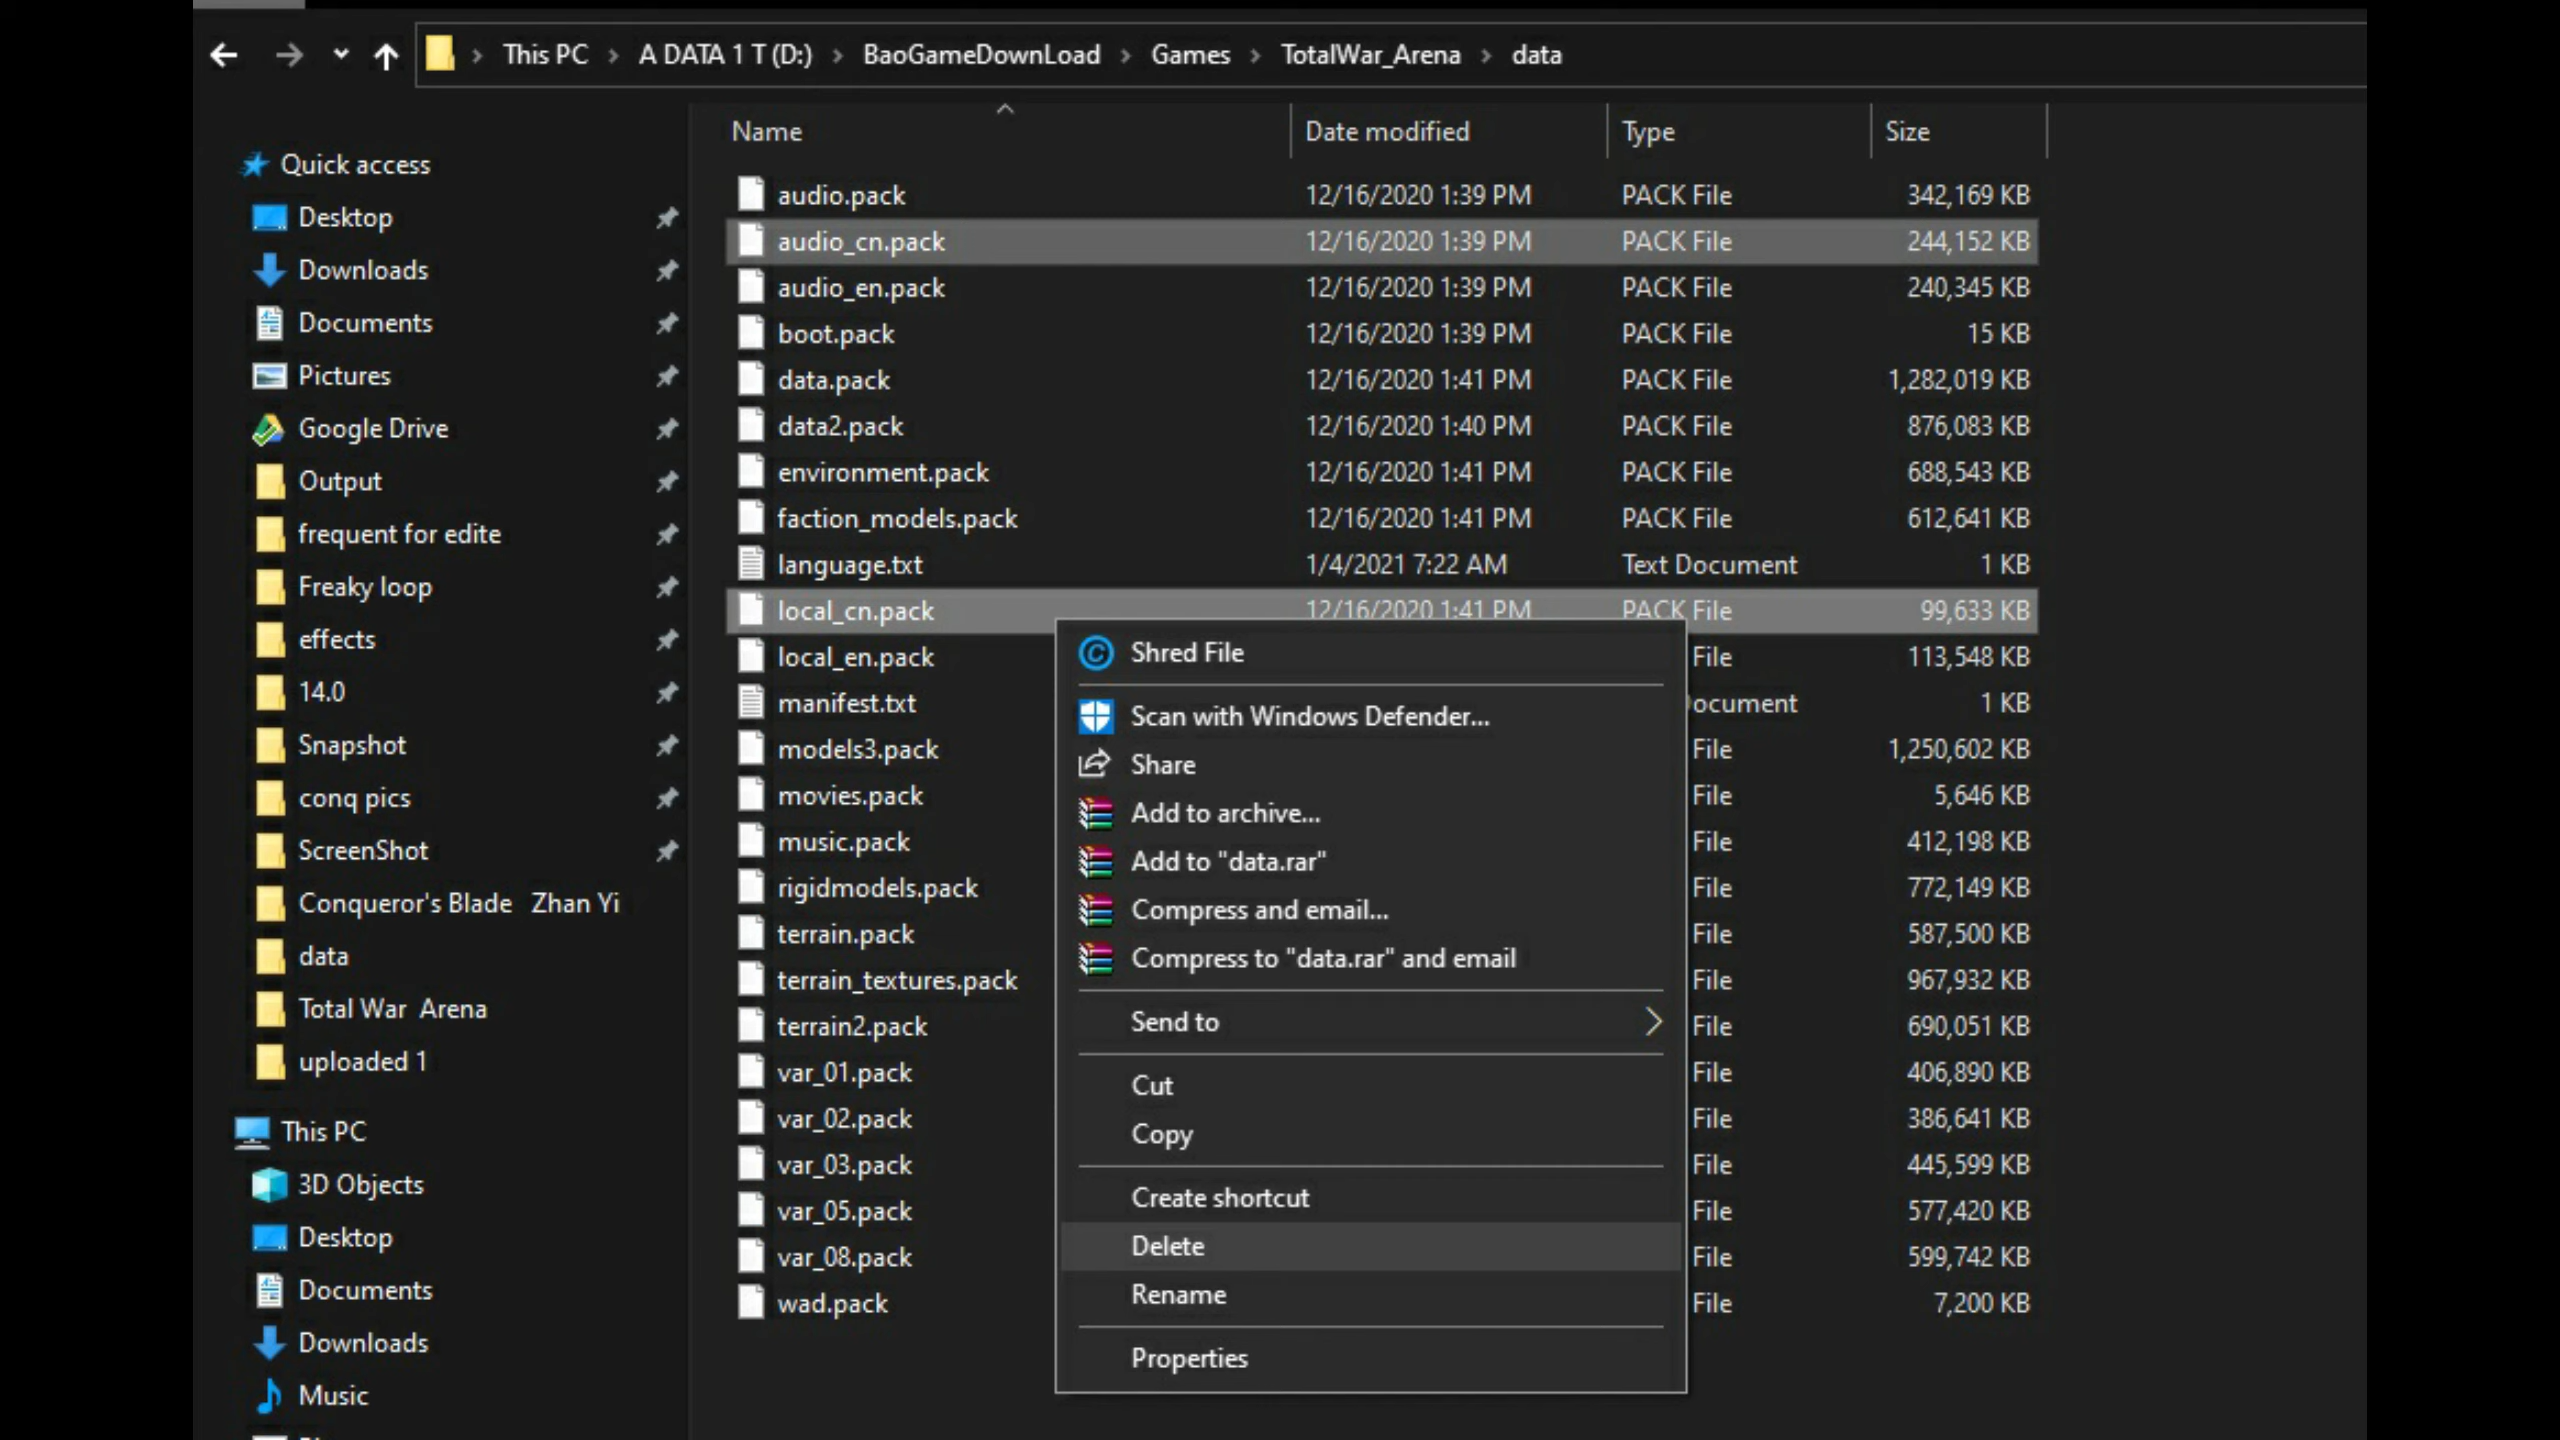 This PC > A DATA 1 T (D:) > BaoGameDownLoad > Games > TotalWar_Arena > data
Name Date modified Type Size
Quick access
Desktop
Downloads
Documents
Pictures
Google Drive
Output
frequent for edite
Freaky loop
effects
14.0
Snapshot
conq pics
ScreenShot
Conqueror's Blade Zhan Yi
data
Total War Arena
uploaded 1
This PC
3D Objects
Desktop
Documents
Downloads
Music
audio.pack 12/16/2020 1:39 PM PACK File 342,169 KB
audio_cn.pack 12/16/2020 1:39 PM PACK File 244,152 KB
audio_en.pack 12/16/2020 1:39 PM PACK File 240,345 KB
boot.pack 12/16/2020 1:39 PM PACK File 15 KB
data.pack 12/16/2020 1:41 PM PACK File 1,282,019 KB
data2.pack 12/16/2020 1:40 PM PACK File 876,083 KB
environment.pack 12/16/2020 1:41 PM PACK File 688,543 KB
faction_models.pack 12/16/2020 1:41 PM PACK File 612,641 KB
language.txt 1/4/2021 7:22 AM Text Document 1 KB
local_cn.pack 12/16/2020 1:41 PM PACK File 99,633 KB
local_en.pack File 113,548 KB
manifest.txt ocument 1 KB
models3.pack File 1,250,602 KB
movies.pack File 5,646 KB
music.pack File 412,198 KB
rigidmodels.pack File 772,149 KB
terrain.pack File 587,500 KB
terrain_textures.pack File 967,932 KB
terrain2.pack File 690,051 KB
var_01.pack File 406,890 KB
var_02.pack File 386,641 KB
var_03.pack File 445,599 KB
var_05.pack File 577,420 KB
var_08.pack File 599,742 KB
wad.pack File 7,200 KB
Shred File
Scan with Windows Defender...
Share
Add to archive...
Add to "data.rar"
Compress and email...
Compress to "data.rar" and email
Send to
Cut
Copy
Create shortcut
Delete
Rename
Properties